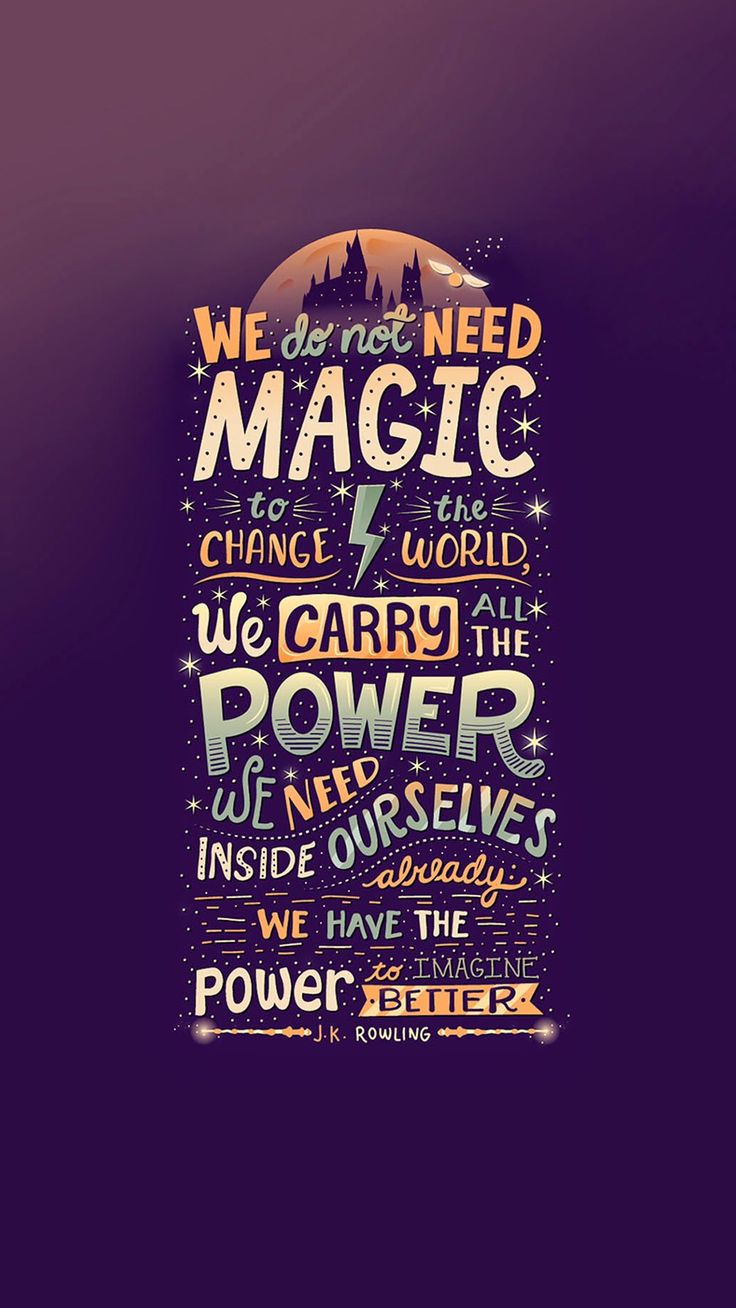 WE do not NEED
MAGIC
to the
CHANGE WORLD,
We CARRY ALL THE
POWER
WE NEED
INSIDE OURSELVES
already:
WE HAVE THE
POWER to IMAGINE
BETTER.
J.K. ROWLING